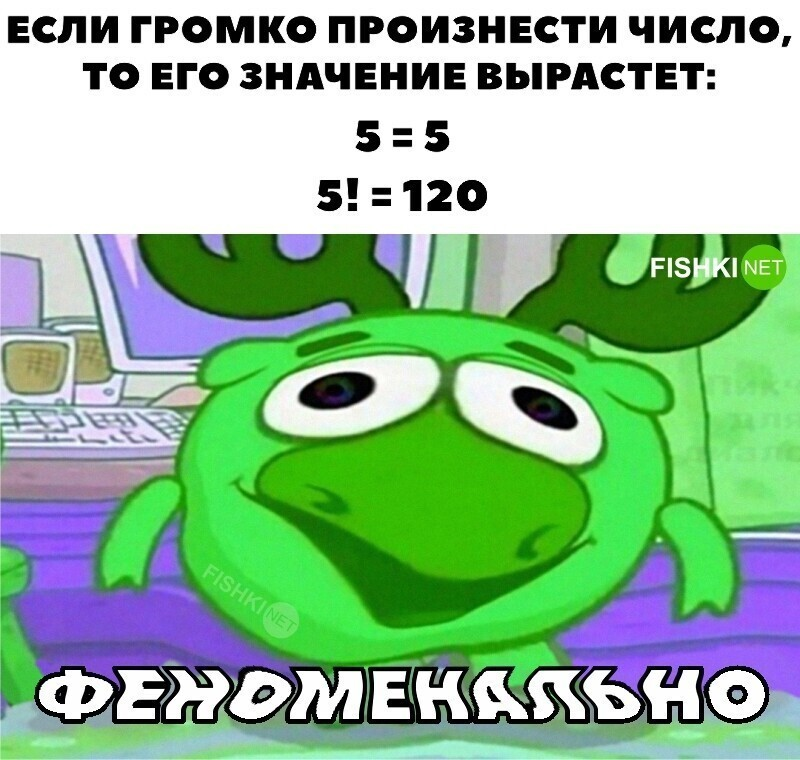 ЕСЛИ ГРОМКО ПРОИЗНЕСТИ ЧИСЛО,
ТО ЕГО ЗНАЧЕНИЕ ВЫРАСТЕТ:
5 = 5
5! = 120
FISHKI NET
FISHKI NET
ФЕНОМЕНАЛЬНО